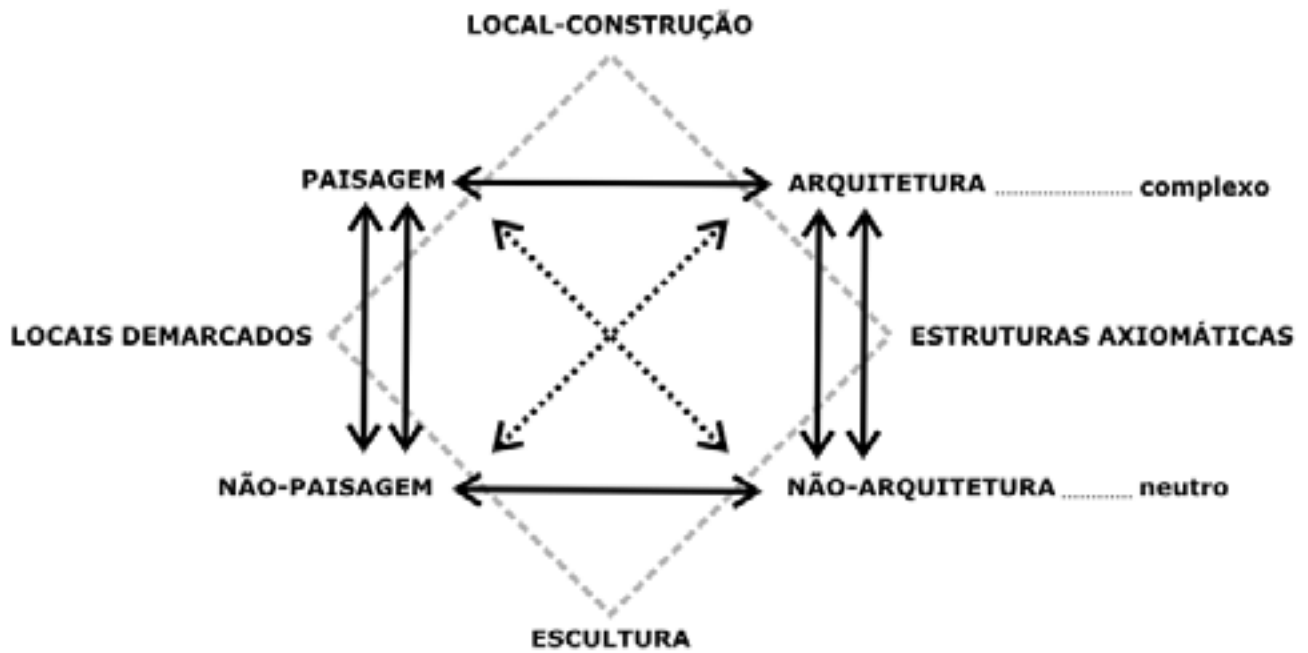 LOCAL-CONSTRUÇÃO
PAISAGEM ARQUITETURA ........................ complexo
LOCAIS DEMARCADOS ESTRUTURAS AXIOMÁTICAS
NÃO-PAISAGEM NÃO-ARQUITETURA ............ neutro
ESCULTURA